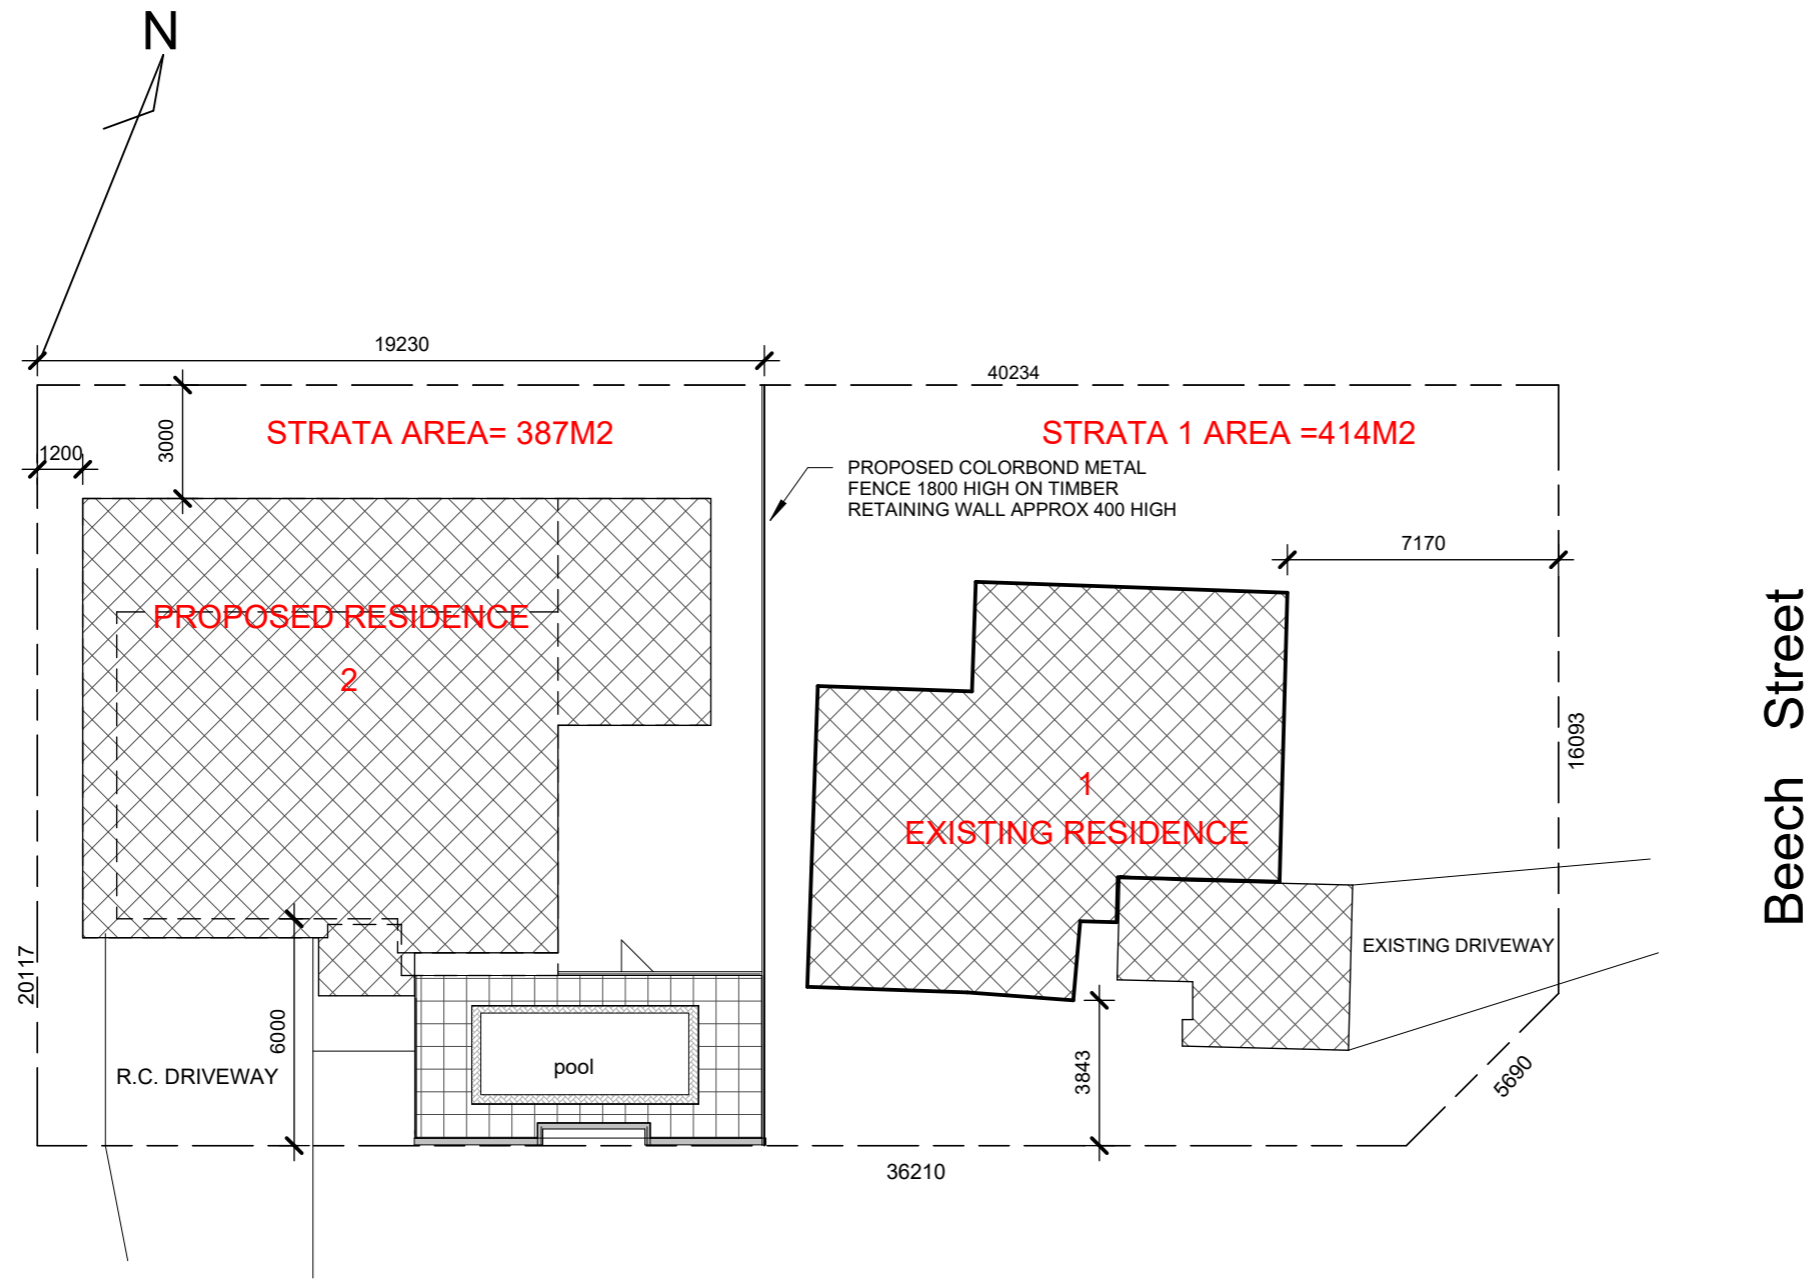 N
19230
40234
STRATA AREA= 387M2
STRATA 1 AREA =414M2
1200
3000
PROPOSED COLORBOND METAL
FENCE 1800 HIGH ON TIMBER
RETAINING WALL APPROX 400 HIGH
7170
PROPOSED RESIDENCE
2
16093
Beech Street
1
EXISTING RESIDENCE
EXISTING DRIVEWAY
20117
6000
R.C. DRIVEWAY
pool
3843
5690
36210